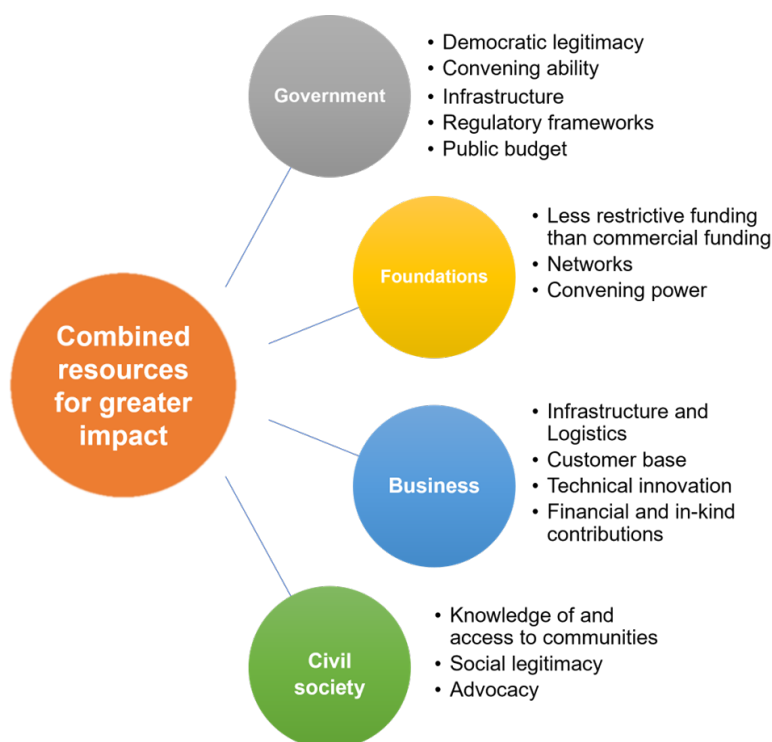 Government
• Democratic legitimacy
• Convening ability
• Infrastructure
• Regulatory frameworks
• Public budget
Foundations
• Less restrictive funding
than commercial funding
• Networks
• Convening power
Combined
resources
for greater
impact
Business
• Infrastructure and
Logistics
• Customer base
• Technical innovation
• Financial and in-kind
contributions
Civil
society
• Knowledge of and
access to communities
• Social legitimacy
• Advocacy